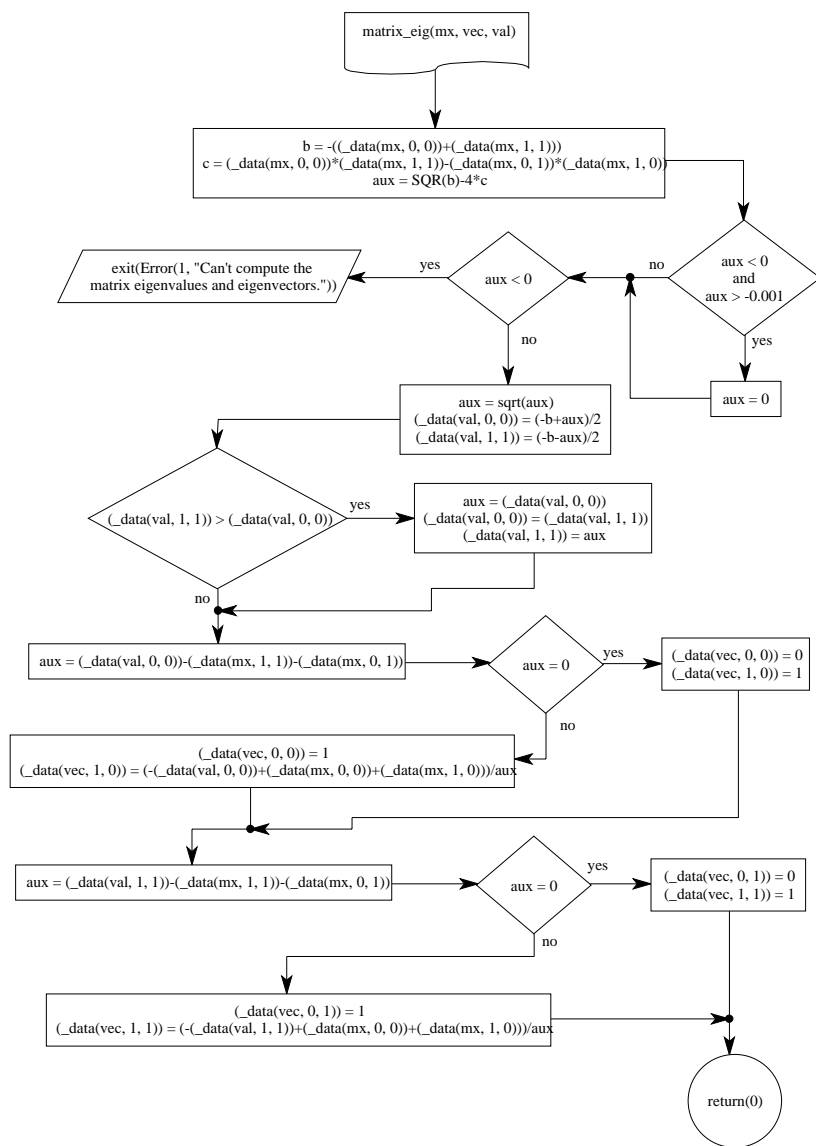 matrix_eig(mx, vec, val)
b = -((_data(mx, 0, 0))+(_data(mx, 1, 1)))
c = (_data(mx, 0, 0))*(_data(mx, 1, 1))-(_data(mx, 0, 1))*(_data(mx, 1, 0))
aux = SQR(b)-4*c
aux < 0
and
aux > -0.001
no
yes
aux = 0
aux < 0
yes
no
exit(Error(1, "Can't compute the
matrix eigenvalues and eigenvectors."))
aux = sqrt(aux)
(_data(val, 0, 0)) = (-b+aux)/2
(_data(val, 1, 1)) = (-b-aux)/2
(_data(val, 1, 1)) > (_data(val, 0, 0))
yes
no
aux = (_data(val, 0, 0))
(_data(val, 0, 0)) = (_data(val, 1, 1))
(_data(val, 1, 1)) = aux
aux = (_data(val, 0, 0))-(_data(mx, 1, 1))-(_data(mx, 0, 1))
aux = 0
yes
no
(_data(vec, 0, 0)) = 0
(_data(vec, 1, 0)) = 1
(_data(vec, 0, 0)) = 1
(_data(vec, 1, 0)) = (-(_data(val, 0, 0))+(_data(mx, 0, 0))+(_data(mx, 1, 0)))/aux
aux = (_data(val, 1, 1))-(_data(mx, 1, 1))-(_data(mx, 0, 1))
aux = 0
yes
no
(_data(vec, 0, 1)) = 0
(_data(vec, 1, 1)) = 1
(_data(vec, 0, 1)) = 1
(_data(vec, 1, 1)) = (-(_data(val, 1, 1))+(_data(mx, 0, 0))+(_data(mx, 1, 0)))/aux
return(0)